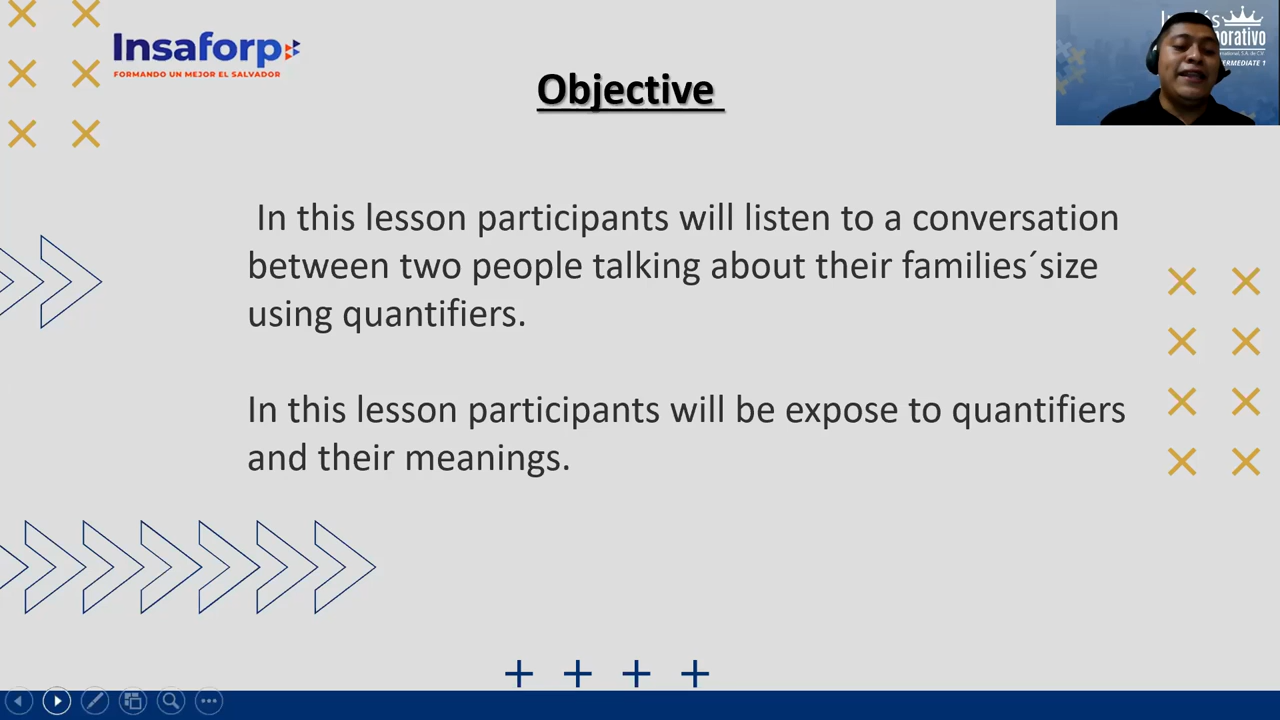 Insaforp
FORMANDO UN MEJOR EL SALVADOR
Objective
In this lesson participants will listen to a conversation
between two people talking about their families´size
using quantifiers.
In this lesson participants will be expose to quantifiers
and their meanings.